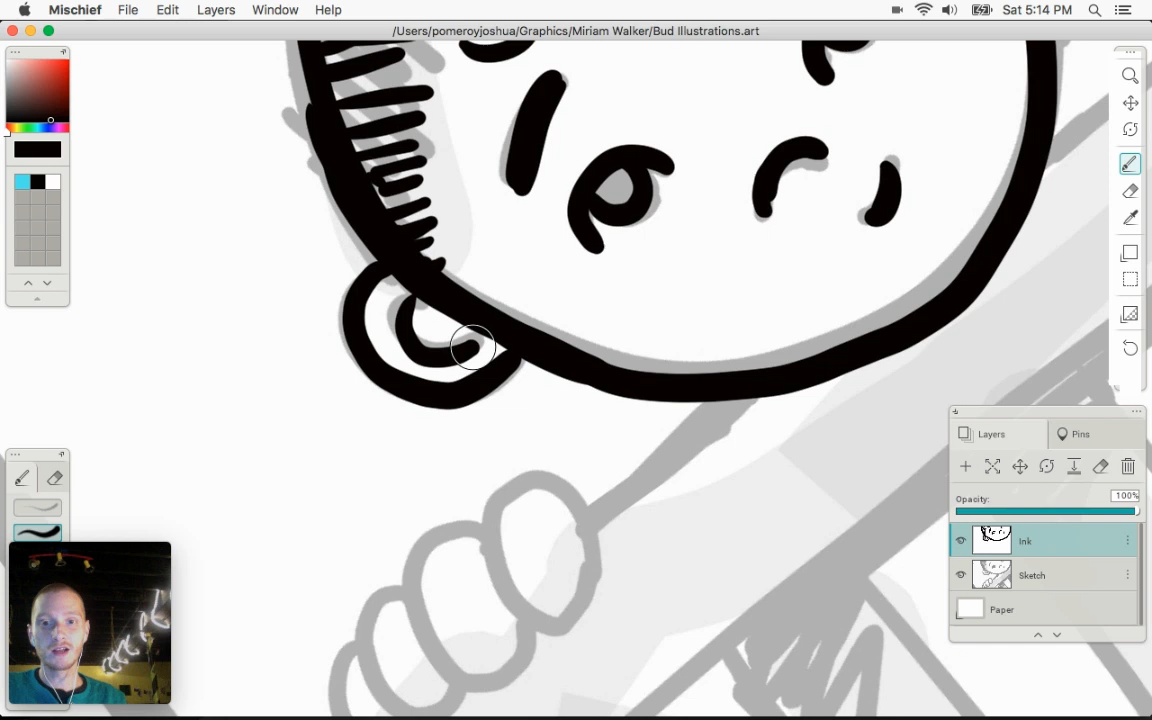 Mischief File Edit Layers Window Help Sat 5:14 PM
/Users/pomeroyjoshua/Graphics/Miriam Walker/Bud Illustrations.art
Layers Pins
Opacity: 100%
Ink
Sketch
Paper